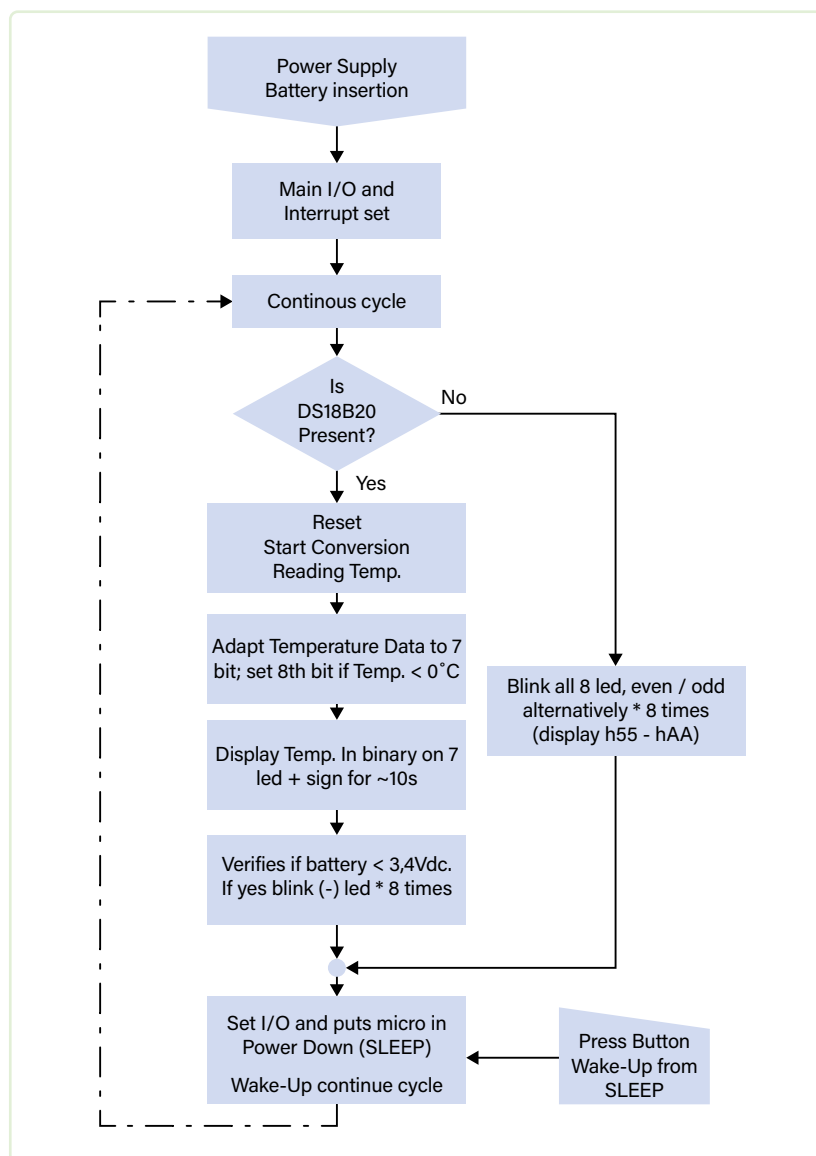 Power Supply
Battery insertion
Main I/O and
Interrupt set
Continous cycle
Is
DS18B20
Present?
No
Yes
Reset
Start Conversion
Reading Temp.
Adapt Temperature Data to 7
bit; set 8th bit if Temp. < 0˚C
Blink all 8 led, even / odd
alternatively * 8 times
(display h55 - hAA)
Display Temp. In binary on 7
led + sign for ~10s
Verifies if battery < 3,4Vdc.
If yes blink (-) led * 8 times
Set I/O and puts micro in
Power Down (SLEEP)
Wake-Up continue cycle
Press Button
Wake-Up from
SLEEP